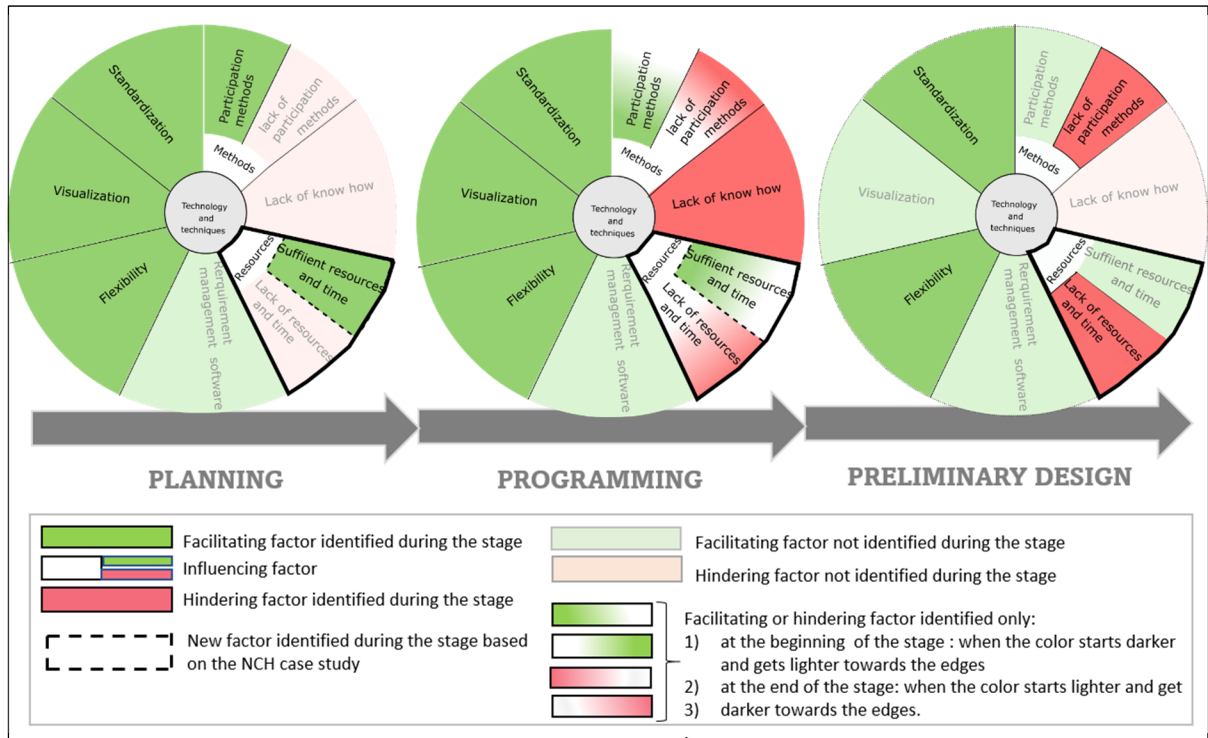 Standardization
Participation
methods
lack of
participation
methods
Methods
Visualization
Technology
and
techniques
Lack of know how
Resources
Suffiient resources
and time
Lack of resources
and time
Flexibility
Rerquirement
management software
Standardization
Participation
methods
lack of
participation
methods
Methods
Visualization
Technology
and
techniques
Lack of know how
Resources
Suffiient resources
and time
Lack of resources
and time
Flexibility
Rerquirement
management software
Standardization
Participation
methods
lack of
participation
methods
Methods
Visualization
Technology
and
techniques
Lack of know how
Resources
Suffiient resources
and time
Lack of resources
and time
Flexibility
Rerquirement
management software
PLANNING
PROGRAMMING
PRELIMINARY DESIGN
Facilitating factor identified during the stage
Influencing factor
Hindering factor identified during the stage
New factor identified during the stage based
on the NCH case study
Facilitating factor not identified during the stage
Hindering factor not identified during the stage
Facilitating or hindering factor identified only:
1) at the beginning of the stage : when the color starts darker
and gets lighter towards the edges
2) at the end of the stage: when the color starts lighter and get
3) darker towards the edges.